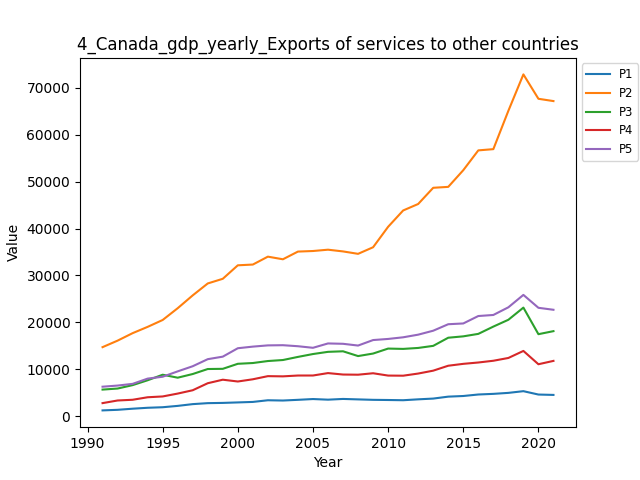 4_Canada_gdp_yearly_Exports of services to other countries
P1
P2
P3
P4
P5
70000
60000
50000
40000
30000
20000
10000
0
Value
1990
1995
2000
2005
2010
2015
2020
Year